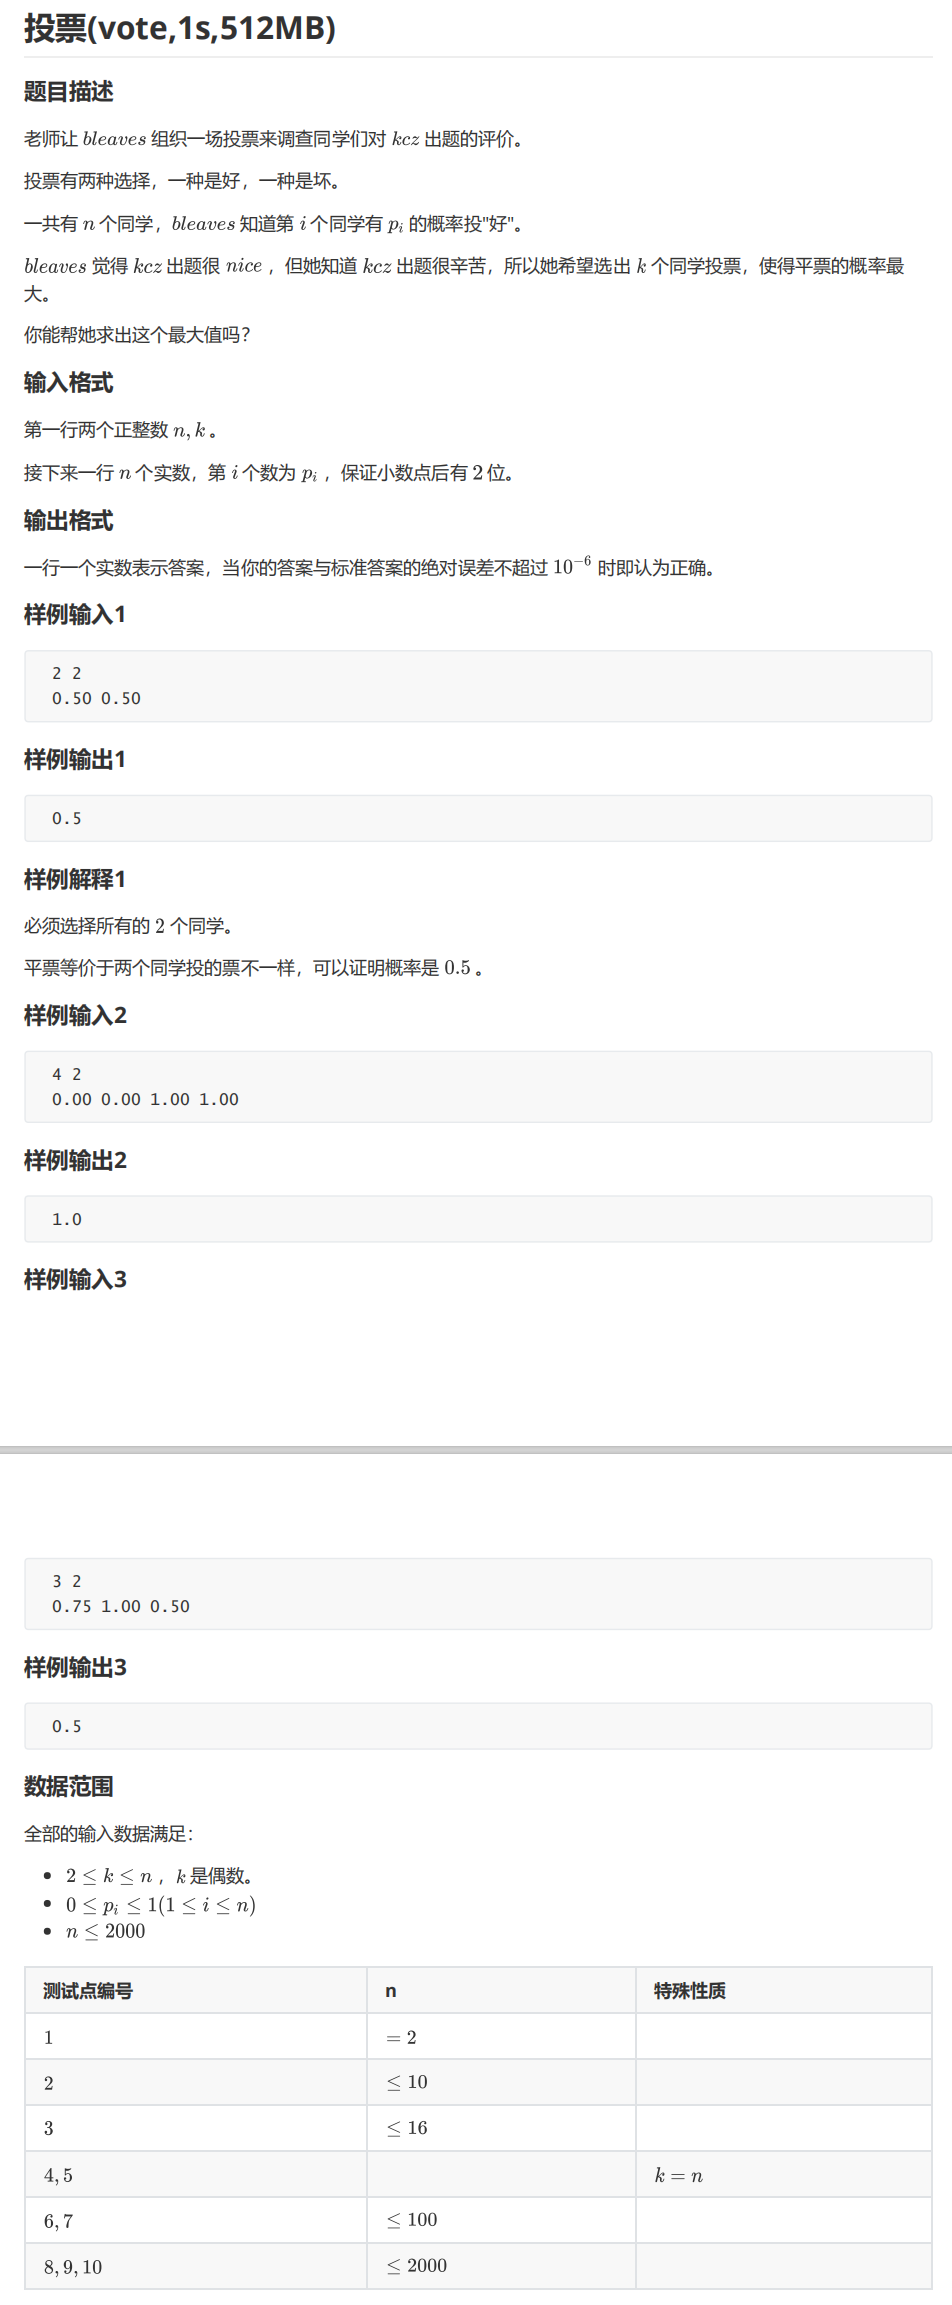 投票(vote,1s,512MB)
题目描述
老师让 bleaves 组织一场投票来调查同学们对 kcz 出题的评价。
投票有两种选择，一种是好，一种是坏。
一共有 n 个同学，bleaves 知道第 i 个同学有 p_i 的概率投"好"。
bleaves 觉得 kcz 出题很 nice ，但她知道 kcz 出题很辛苦，所以她希望选出 k 个同学投票，使得平票的概率最
大。
你能帮她求出这个最大值吗？
输入格式
第一行两个正整数 n, k 。
接下来一行 n 个实数，第 i 个数为 p_i ，保证小数点后有 2 位。
输出格式
一行一个实数表示答案，当你的答案与标准答案的绝对误差不超过 10^{-6} 时即认为正确。
样例输入1
2 2
0.50 0.50
样例输出1
0.5
样例解释1
必须选择所有的 2 个同学。
平票等价于两个同学投的票不一样，可以证明概率是 0.5 。
样例输入2
4 2
0.00 0.00 1.00 1.00
样例输出2
1.0
样例输入3
3 2
0.75 1.00 0.50
样例输出3
0.5
数据范围
全部的输入数据满足：
• 2 ≤ k ≤ n ，k 是偶数。
• 0 ≤ p_i ≤ 1(1 ≤ i ≤ n)
• n ≤ 2000
测试点编号 n 特殊性质
1 = 2
2 ≤ 10
3 ≤ 16
4, 5 k = n
6, 7 ≤ 100
8, 9, 10 ≤ 2000